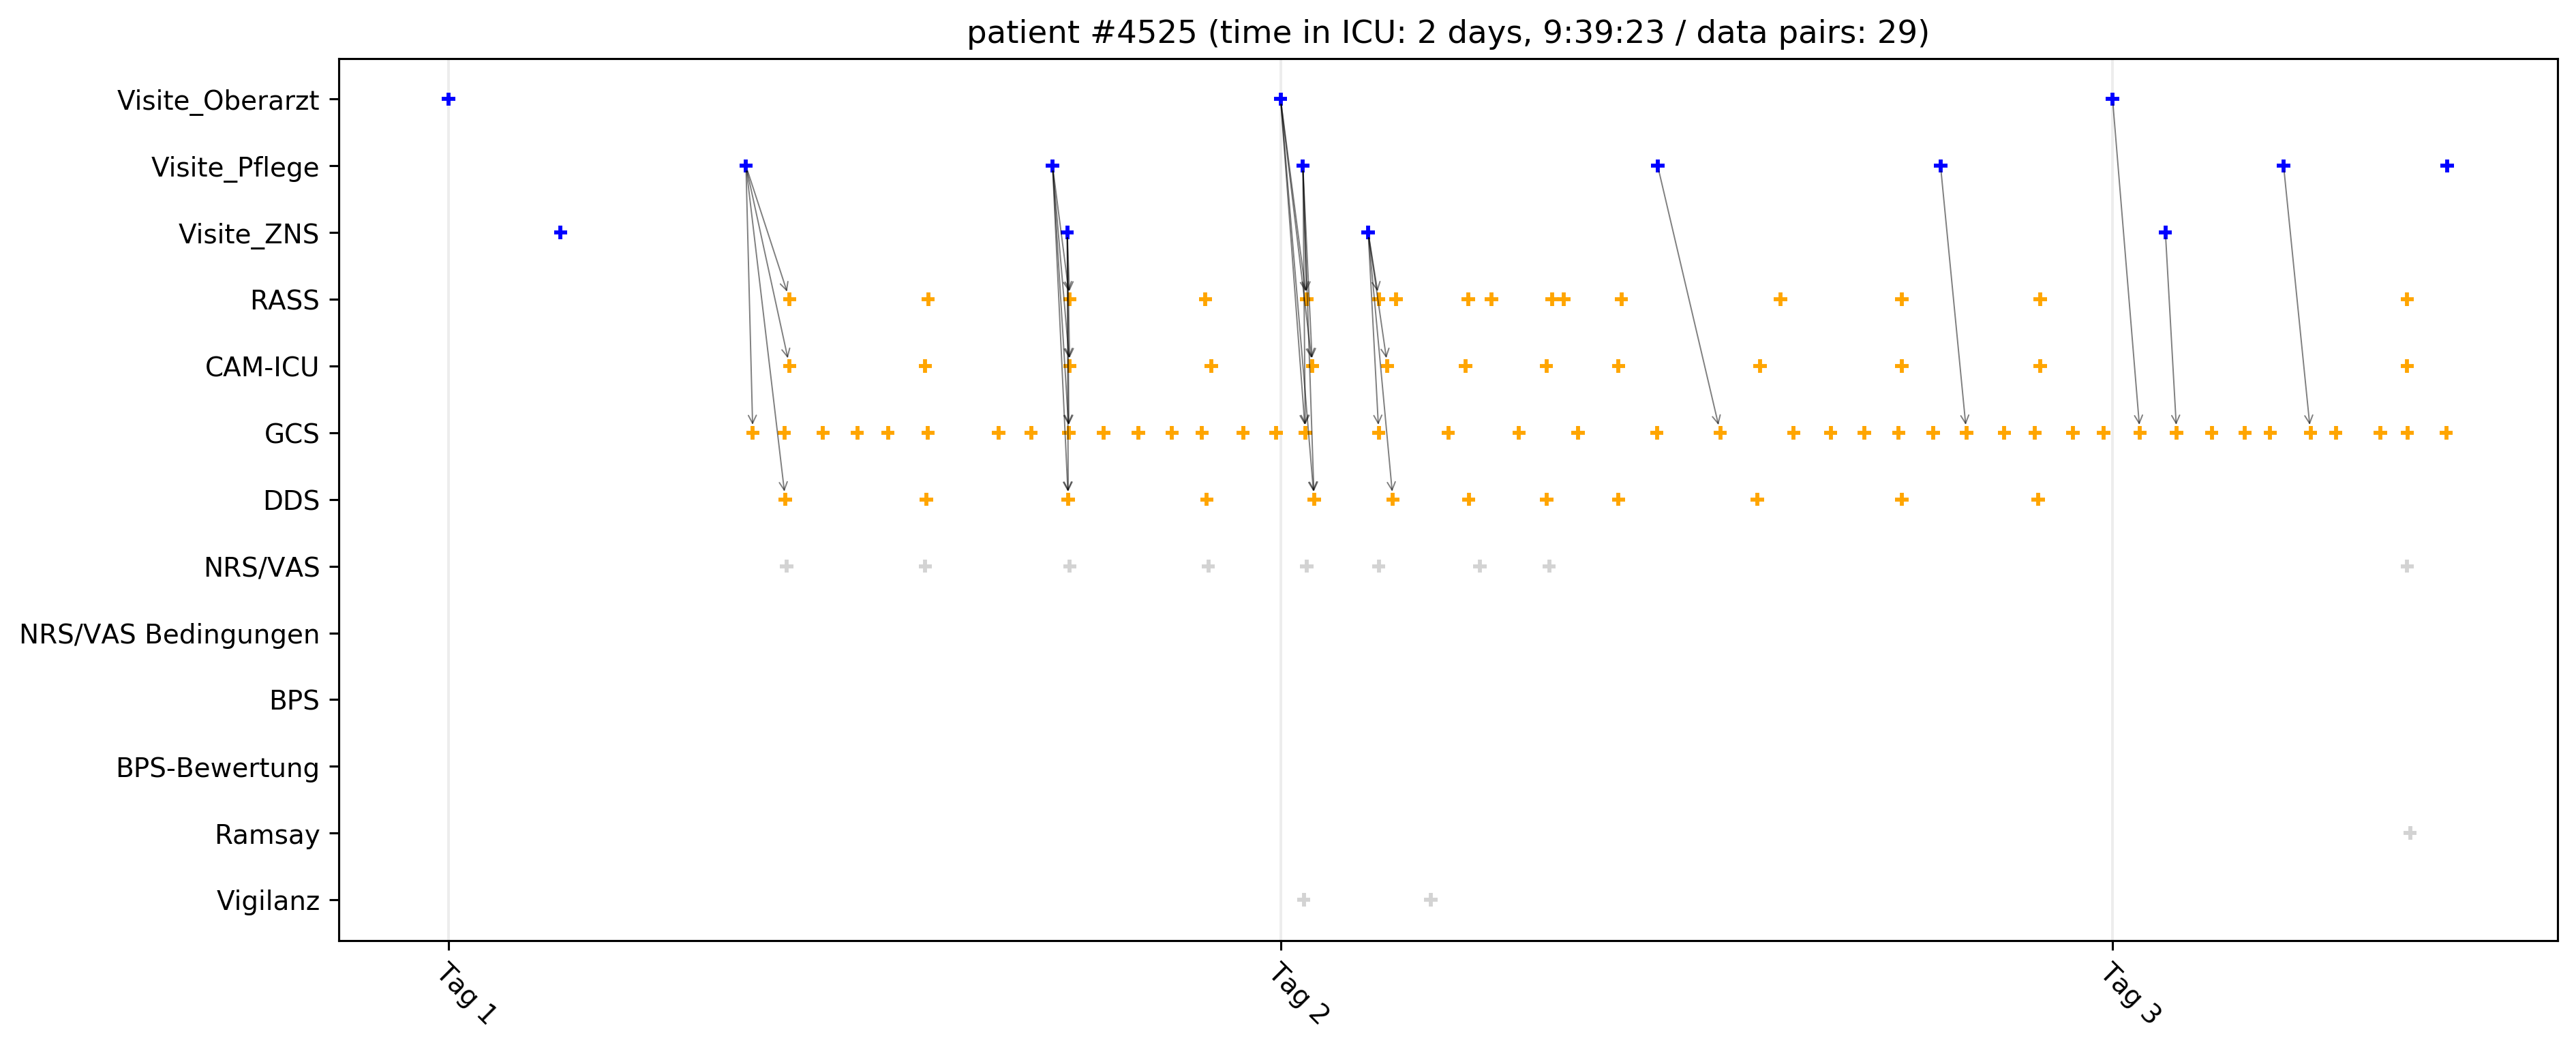 patient #4525 (time in ICU: 2 days, 9:39:23 / data pairs: 29)
Visite_Oberarzt
Visite_Pflege
Visite_ZNS
RASS
CAM-ICU
GCS
DDS
NRS/VAS
NRS/VAS Bedingungen
BPS
BPS-Bewertung
Ramsay
Vigilanz
Tag 1
Tag 2
Tag 3